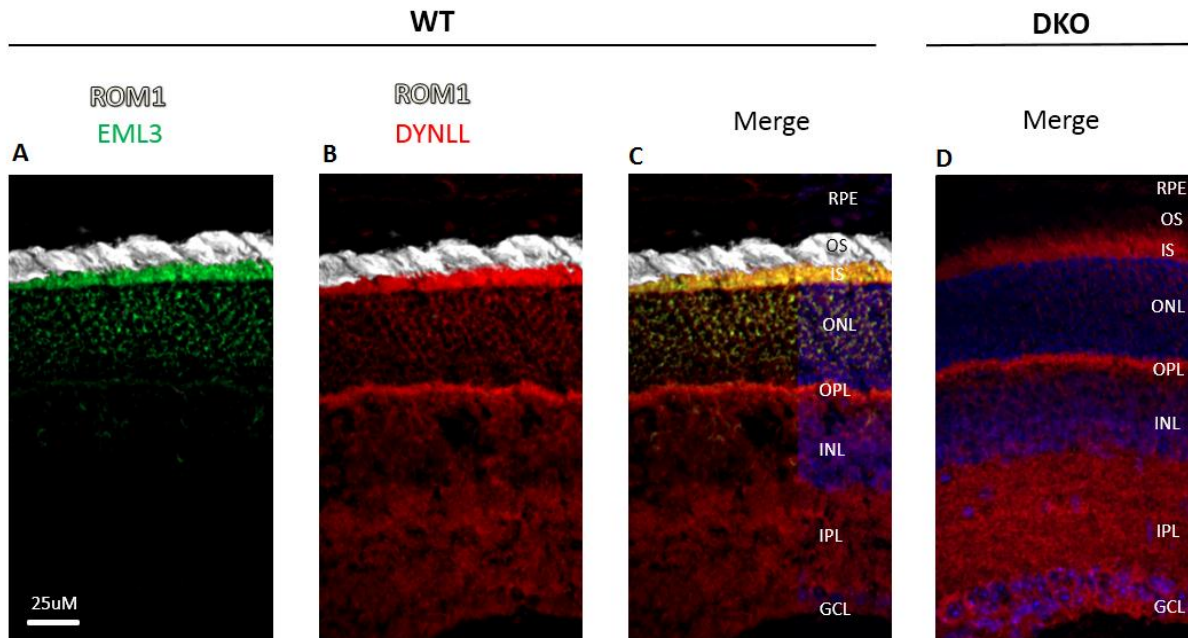 WT
DKO
ROM1
EML3
ROM1
DYNLL
Merge
Merge
A
B
C
D
RPE
OS
IS
ONL
OPL
INL
IPL
GCL
RPE
OS
IS
ONL
OPL
INL
IPL
GCL
25uM